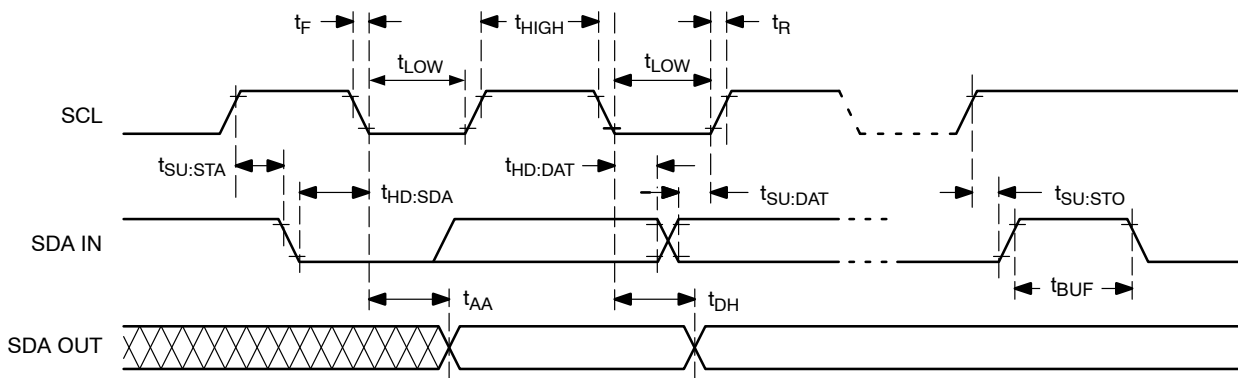 tF tHIGH tR
tLOW tLOW
SCL
tSU:STA tHD:DAT
tHD:SDA tSU:DAT tSU:STO
SDA IN
tBUF
tAA tDH
SDA OUT